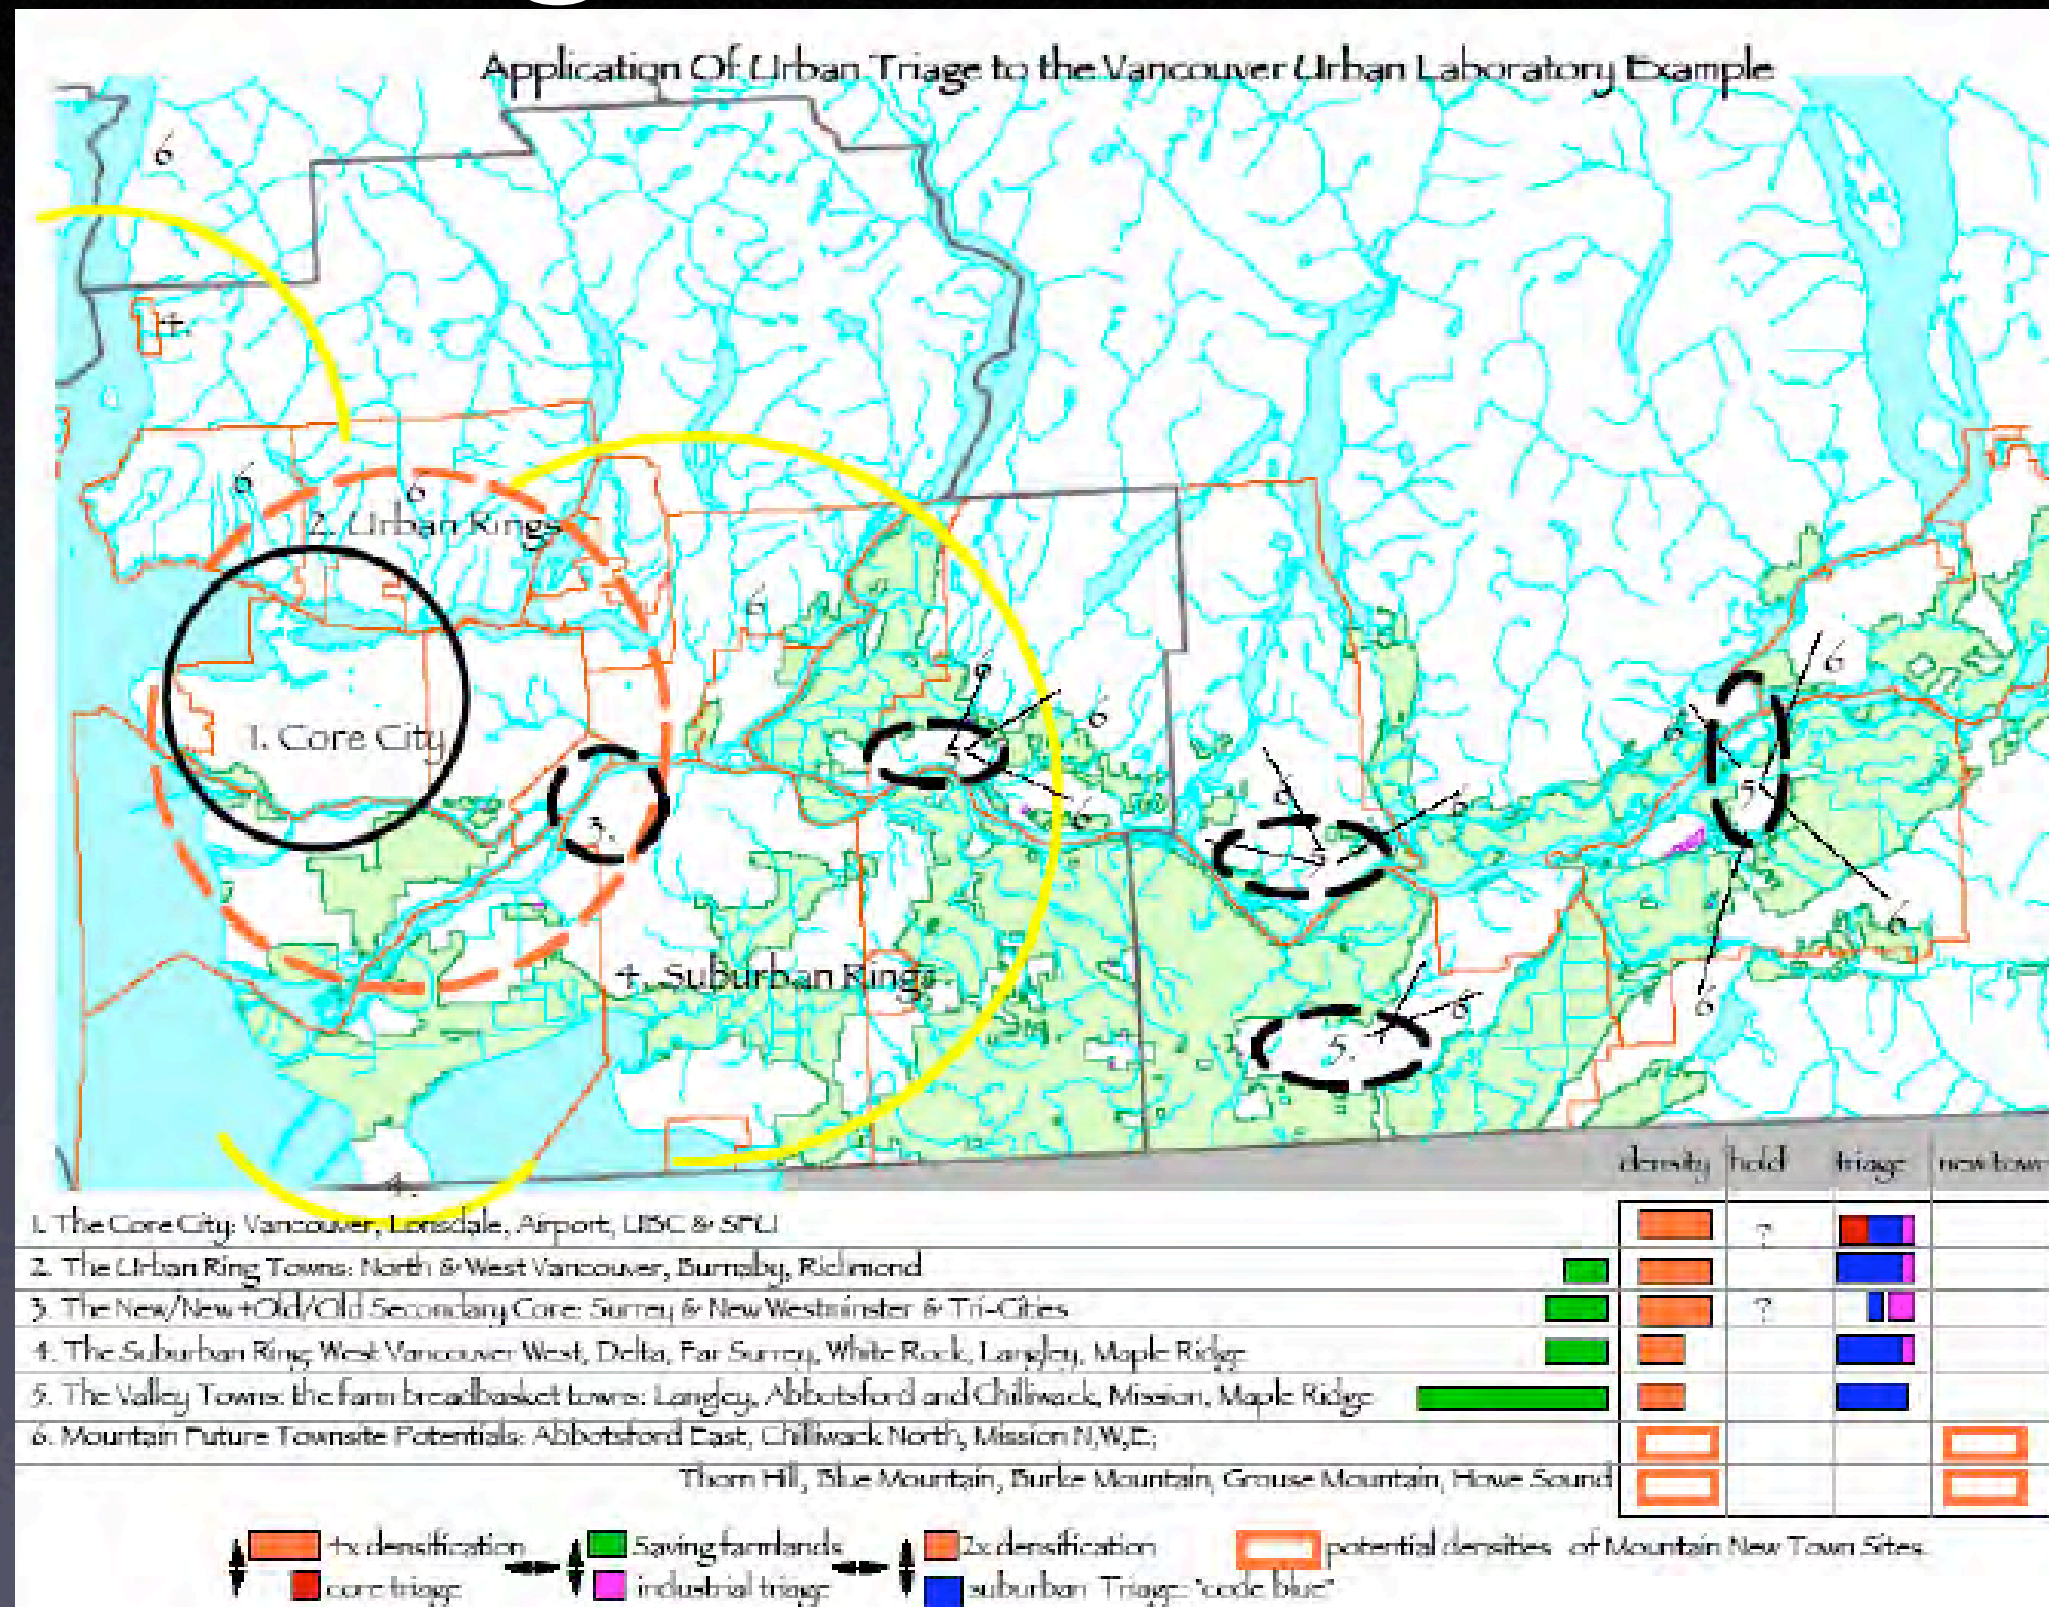 Application Of Urban Triage to the Vancouver Urban Laboratory Example
6
4.
6
6
2. Urban Rings
6
6
6
1. Core City
6
6
6
5.
6
6
3.
6
4. Suburban Rings
6
6
5.
4.
density hold triage new town
1. The Core City: Vancouver, Lonsdale, Airport, UBC & SFU
?
2. The Urban Ring Towns: North & West Vancouver, Burnaby, Richmond
3. The New/New +Old/Old Secondary Core: Surrey & New Westminster & Tri-Cities
?
4. The Suburban Ring: West Vancouver West, Delta, Far Surrey, White Rock, Langley, Maple Ridge
5. The Valley Towns: the farm breadbasket towns: Langley, Abbotsford and Chilliwack, Mission, Maple Ridge
6. Mountain Future Townsite Potentials: Abbotsford East, Chilliwack North, Mission N,W,E;
Thorn Hill, Blue Mountain, Burke Mountain, Grouse Mountain, Howe Sound
4x densification
Saving farmlands
2x densification
potential densities of Mountain New Town Sites
core triage
industrial triage
suburban Triage: "code blue"